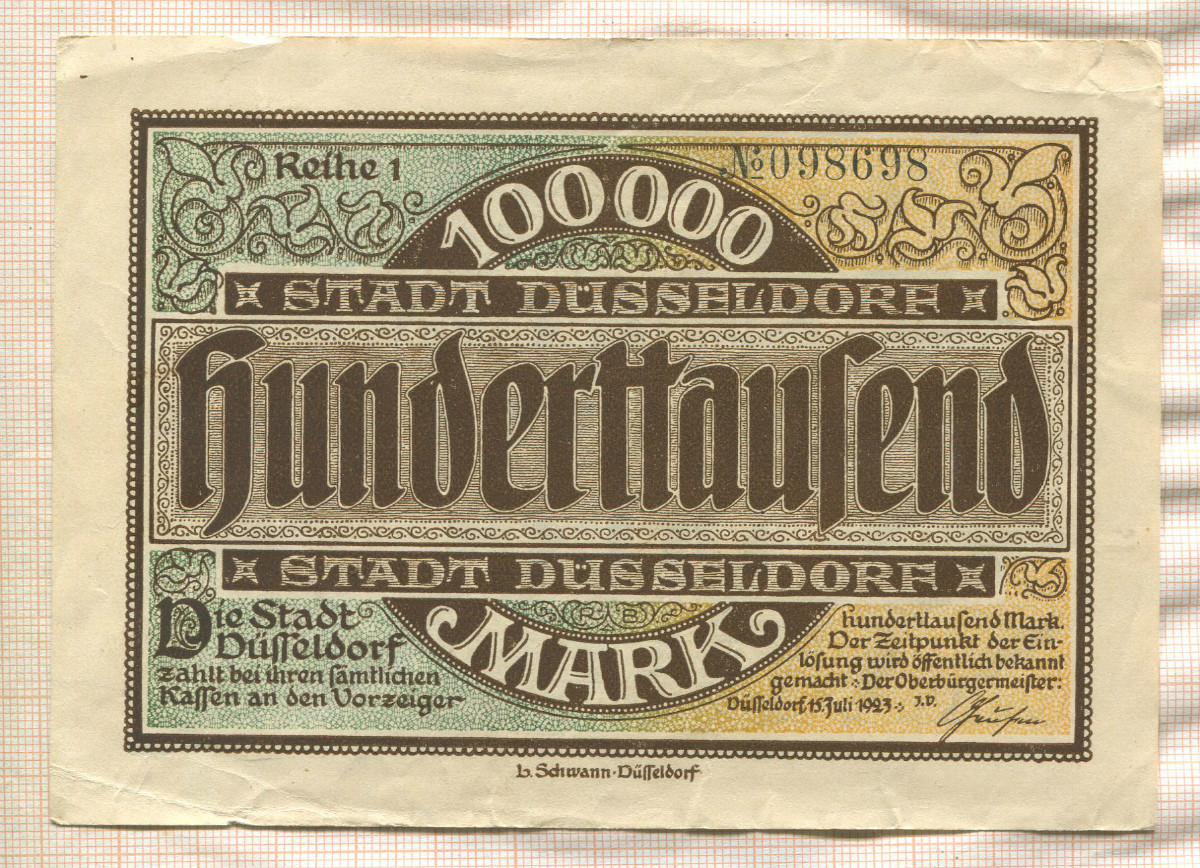 Reihe 1
№098698
100000
STADT DÜSSELDORF
Hunderttausend
STADT DÜSSELDORF
MARK
Die Stadt
Düsseldorf
zahlt bei ihren sämtlichen
Kassen an den Vorzeiger
hunderttausend Mark.
Der Zeitpunkt der Ein-
lösung wird öffentlich bekannt
gemacht : Der Oberbürgermeister:
Düsseldorf, 15. Juli 1923 J.V.
L. Schwann · Düsseldorf